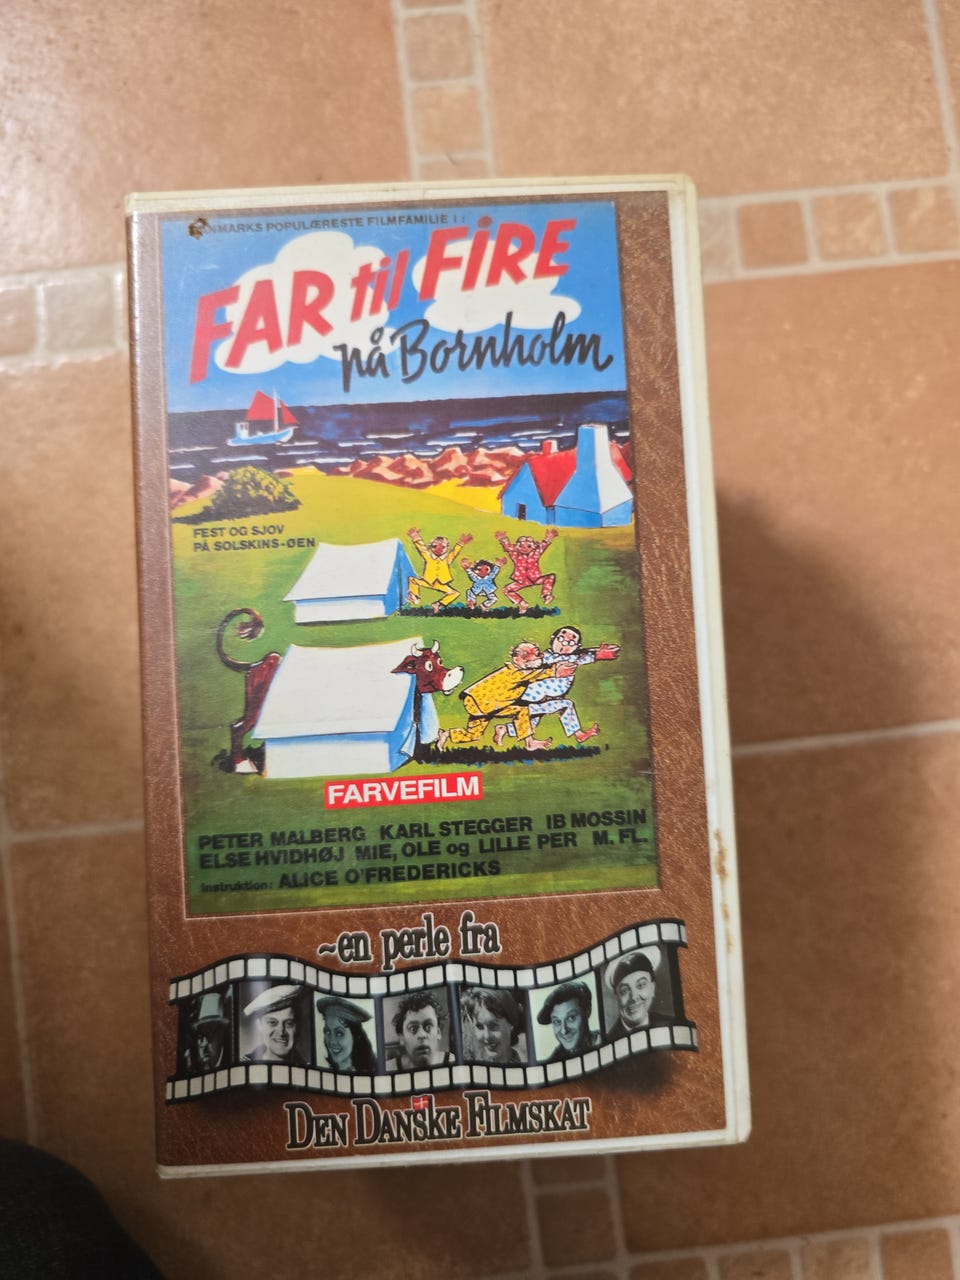 DANMARKS POPULÆRESTE FILMFAMILIE I :
FAR til FIRE
på Bornholm
FEST OG SJOV
PÅ SOLSKINS-ØEN
FARVEFILM
PETER MALBERG KARL STEGGER IB MOSSIN
ELSE HVIDHØJ MIE, OLE og LILLE PER M. FL.
Instruktion: ALICE O'FREDERICKS
~en perle fra
DEN DANSKE FILMSKAT